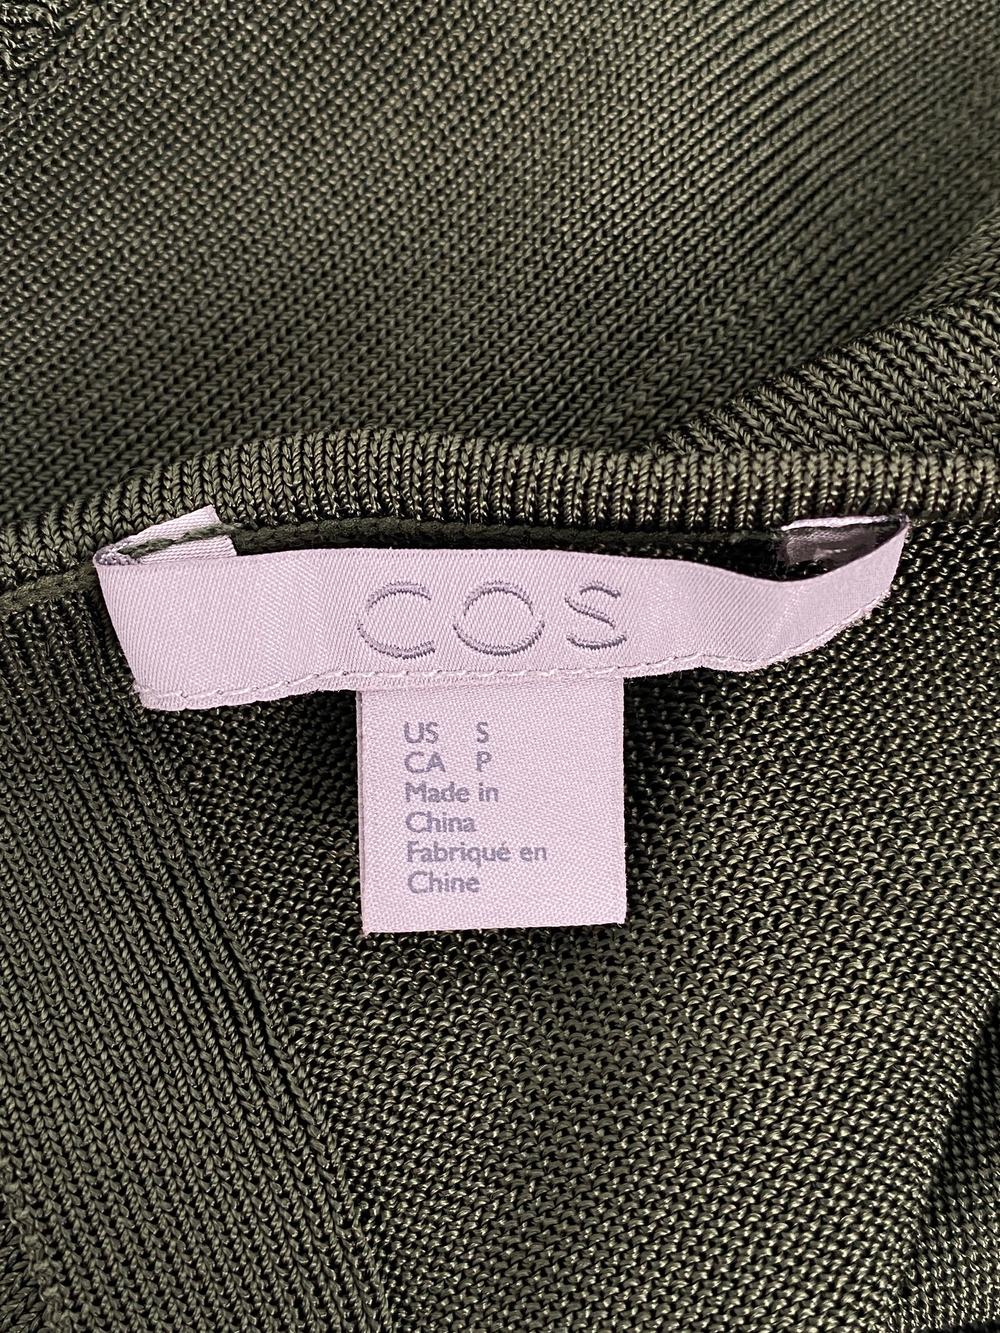 COS
US S
CA P
Made in
China
Fabriqué en
Chine